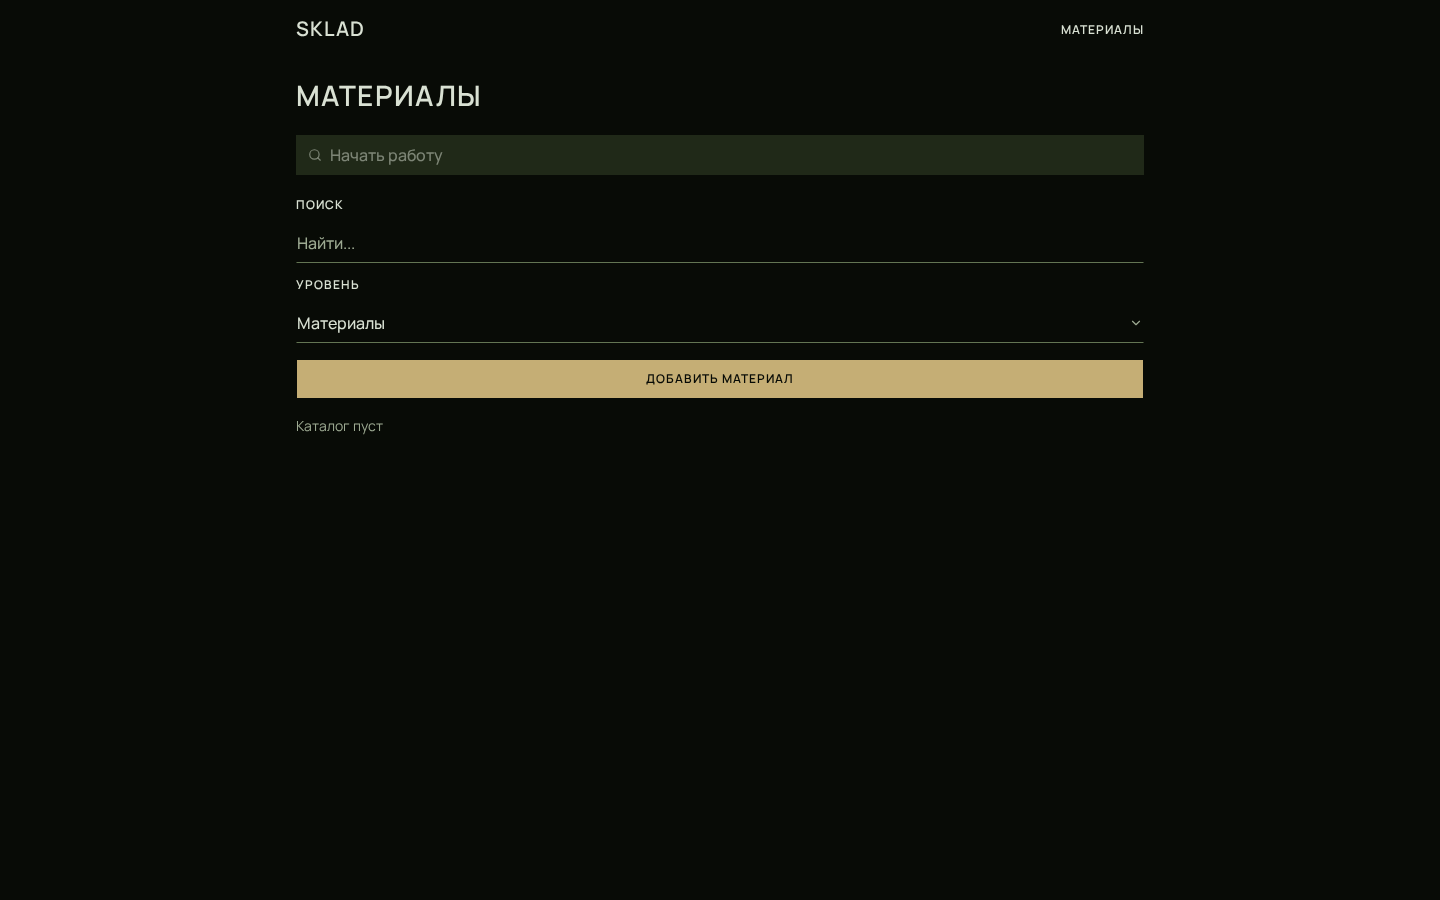 SKLAD
МАТЕРИАЛЫ
МАТЕРИАЛЫ
Начать работу
ПОИСК
Найти...
УРОВЕНЬ
Материалы
ДОБАВИТЬ МАТЕРИАЛ
Каталог пуст